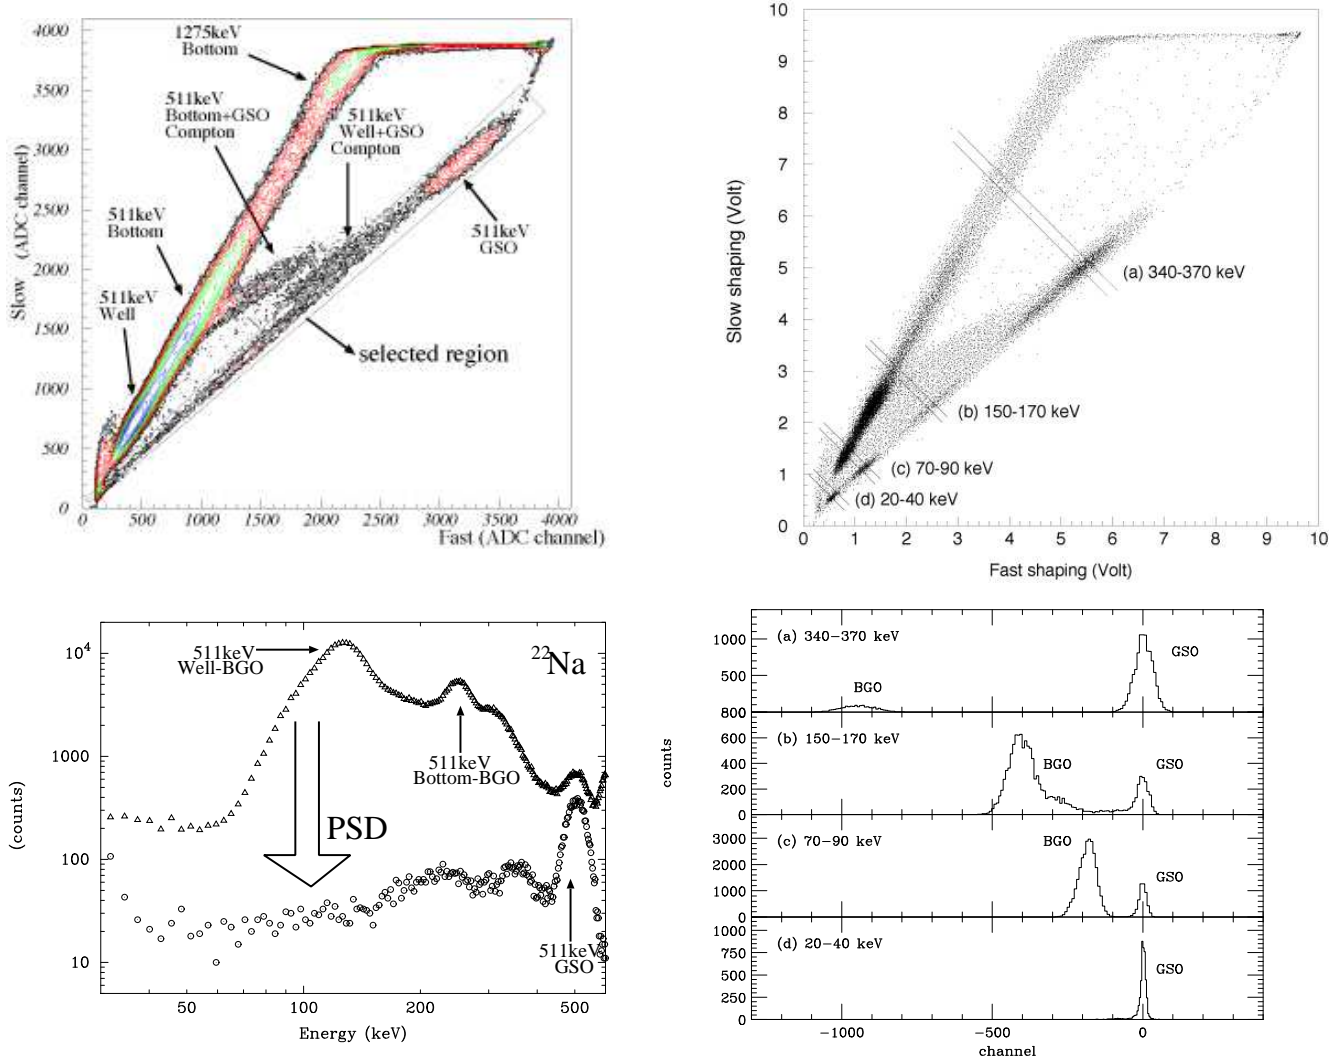 4000
3500
3000
2500
2000
1500
1000
500
0
Slow (ADC channel)
1275keV
Bottom
511keV
Bottom+GSO
Compton
511keV
Well+GSO
Compton
511keV
Bottom
511keV
Well
511keV
GSO
selected region
0 500 1000 1500 2000 2500 3000 3500 4000
Fast (ADC channel)
10
9
8
7
6
5
4
3
2
1
0
Slow shaping (Volt)
(a) 340-370 keV
(b) 150-170 keV
(c) 70-90 keV
(d) 20-40 keV
0 1 2 3 4 5 6 7 8 9 10
Fast shaping (Volt)
10⁴
1000
100
10
(counts)
511keV
Well-BGO
²²Na
511keV
Bottom-BGO
PSD
511keV
GSO
50 100 200 500
Energy (keV)
counts
(a) 340−370 keV
1000
500
800
BGO
GSO
(b) 150−170 keV
600
400
200
0
BGO
GSO
(c) 70−90 keV
3000
2000
1000
0
BGO
GSO
(d) 20−40 keV
1000
750
500
250
0
GSO
−1000 −500 0
channel